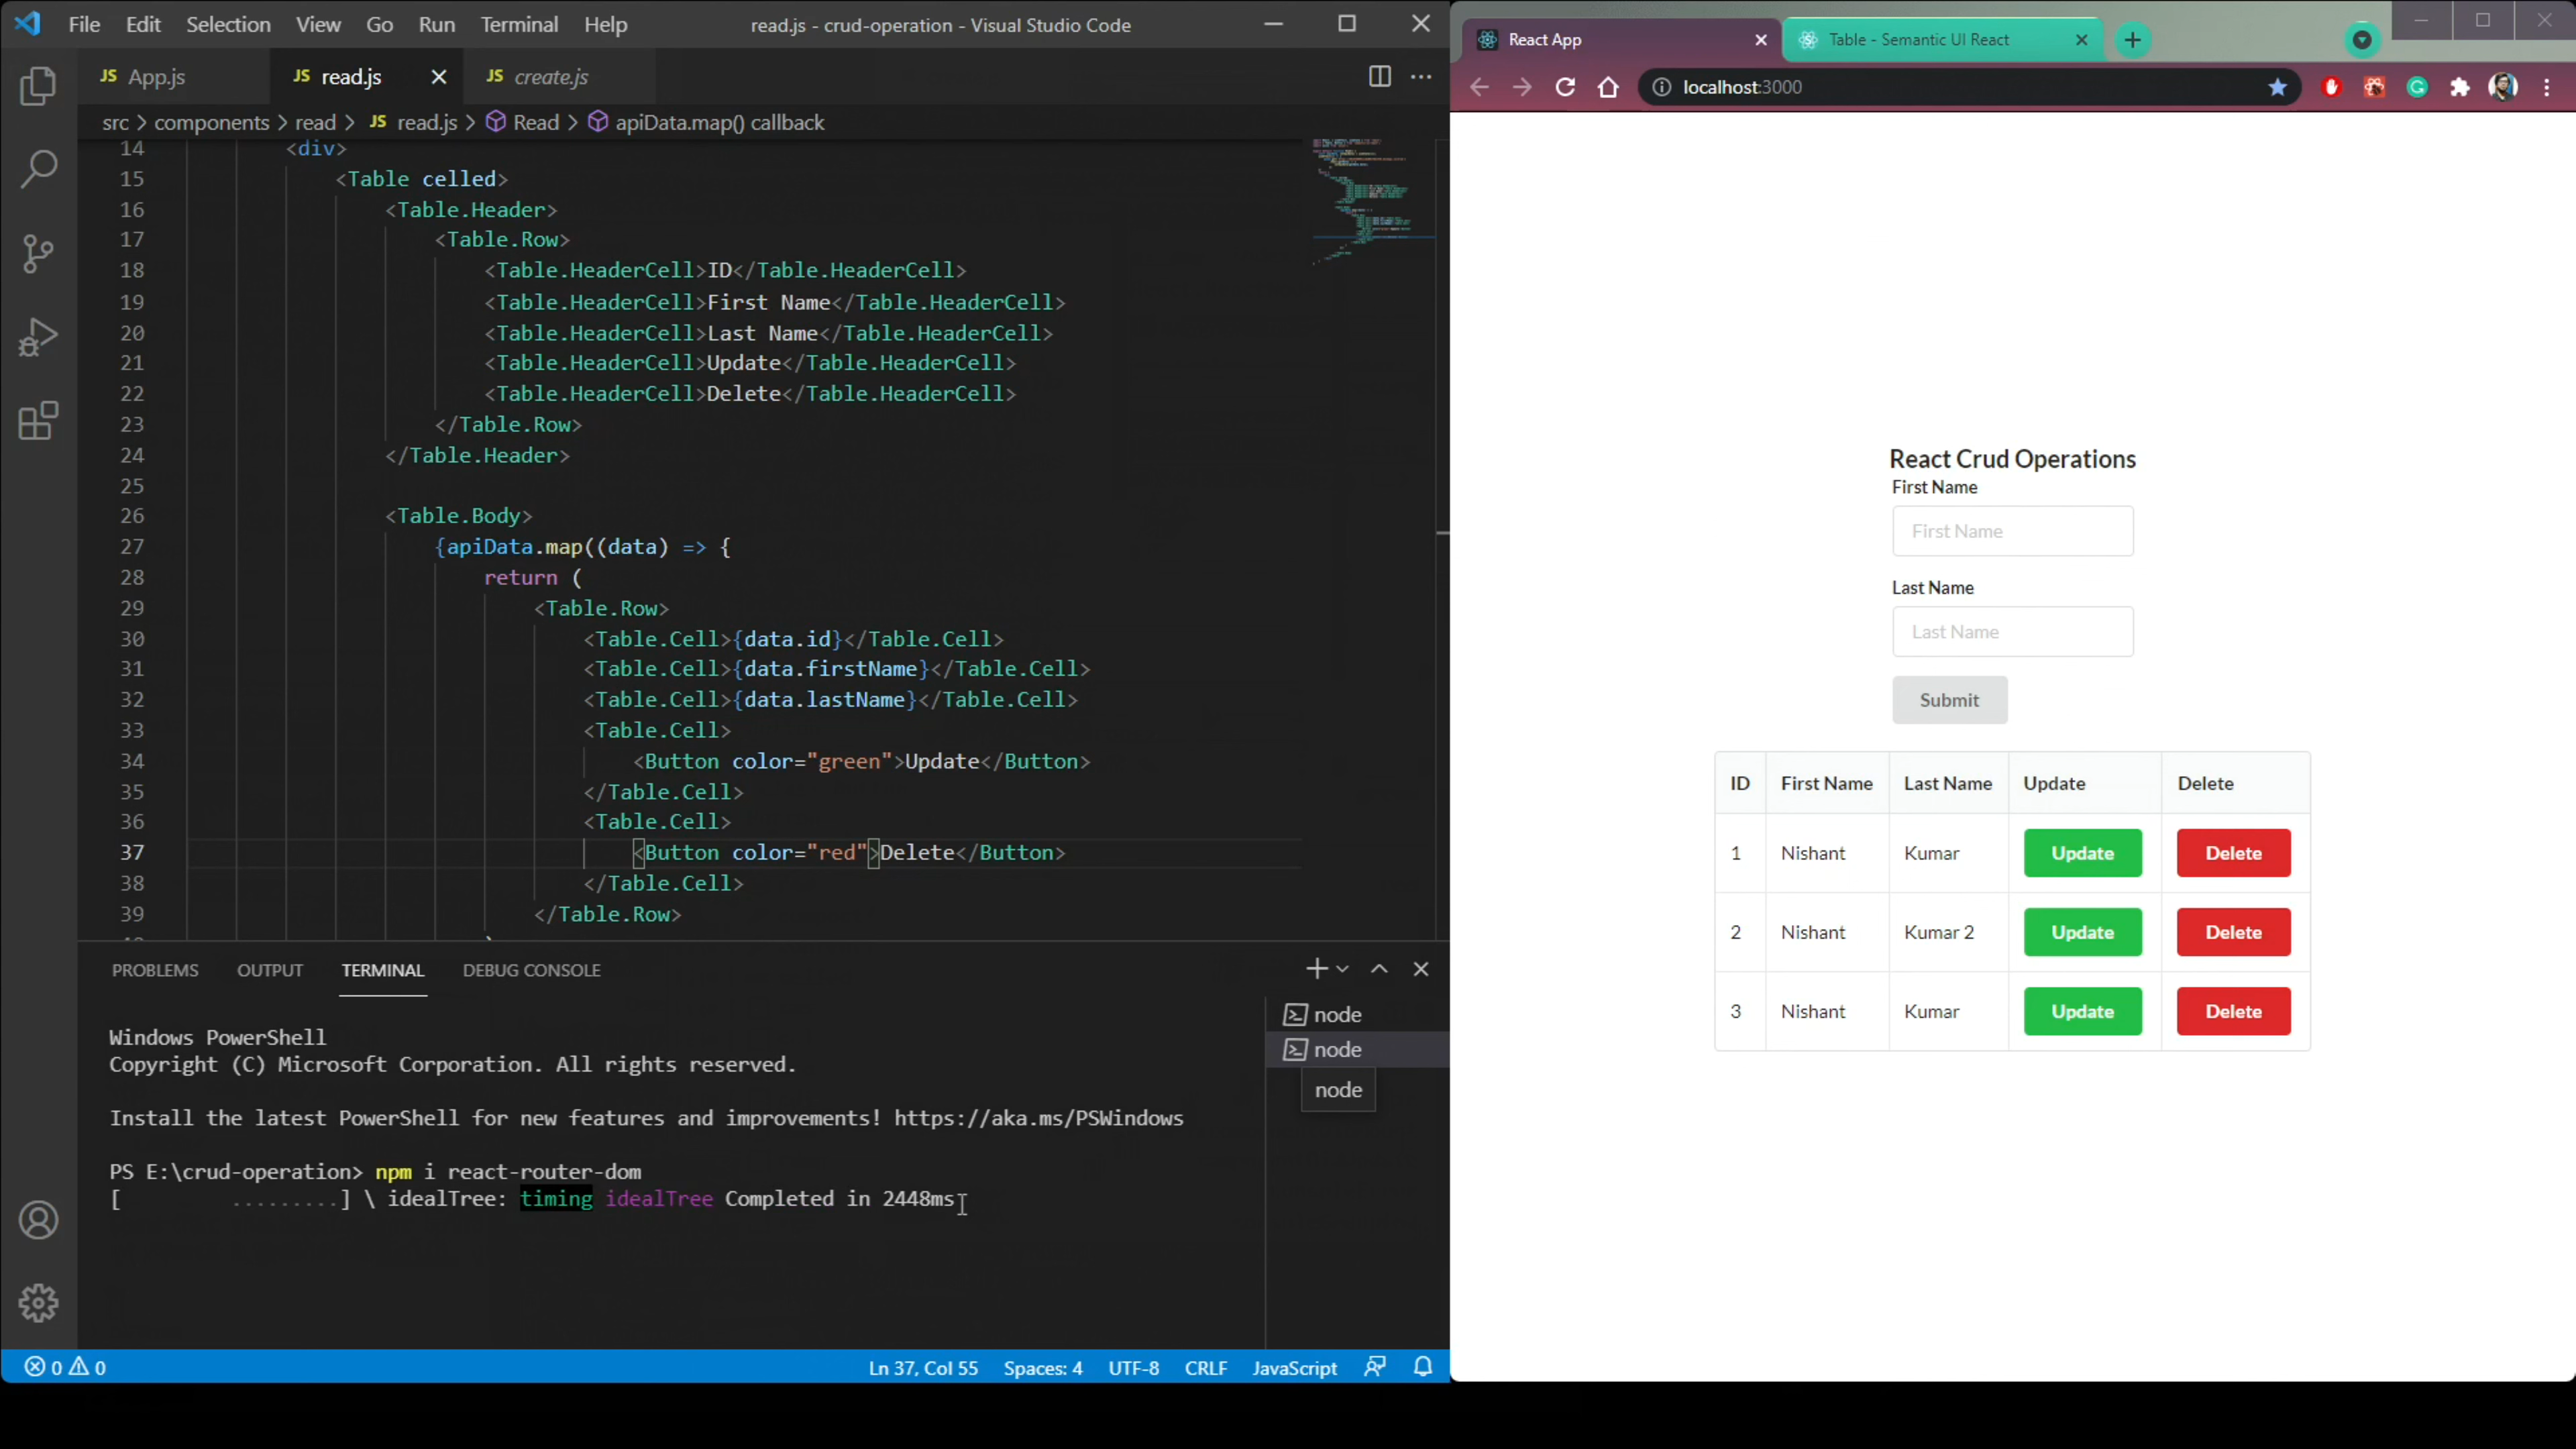 File Edit Selection View Go Run Terminal Help
read.js - crud-operation - Visual Studio Code
JS App.js
JS read.js
JS create.js
src > components > read > JS read.js > Read > apiData.map() callback
14 <div>
15 <Table celled>
16 <Table.Header>
17 <Table.Row>
18 <Table.HeaderCell>ID</Table.HeaderCell>
19 <Table.HeaderCell>First Name</Table.HeaderCell>
20 <Table.HeaderCell>Last Name</Table.HeaderCell>
21 <Table.HeaderCell>Update</Table.HeaderCell>
22 <Table.HeaderCell>Delete</Table.HeaderCell>
23 </Table.Row>
24 </Table.Header>
25
26 <Table.Body>
27 {apiData.map((data) => {
28 return (
29 <Table.Row>
30 <Table.Cell>{data.id}</Table.Cell>
31 <Table.Cell>{data.firstName}</Table.Cell>
32 <Table.Cell>{data.lastName}</Table.Cell>
33 <Table.Cell>
34 <Button color="green">Update</Button>
35 </Table.Cell>
36 <Table.Cell>
37 <Button color="red">Delete</Button>
38 </Table.Cell>
39 </Table.Row>
PROBLEMS OUTPUT TERMINAL DEBUG CONSOLE
Windows PowerShell
Copyright (C) Microsoft Corporation. All rights reserved.
Install the latest PowerShell for new features and improvements! https://aka.ms/PSWindows
PS E:\crud-operation> npm i react-router-dom
[ .........] \ idealTree: timing idealTree Completed in 2448ms
node
node
node
0 0
Ln 37, Col 55 Spaces: 4 UTF-8 CRLF JavaScript
React App
Table - Semantic UI React
localhost:3000
React Crud Operations
First Name
First Name
Last Name
Last Name
Submit
ID First Name Last Name Update Delete
1 Nishant Kumar Update Delete
2 Nishant Kumar 2 Update Delete
3 Nishant Kumar Update Delete